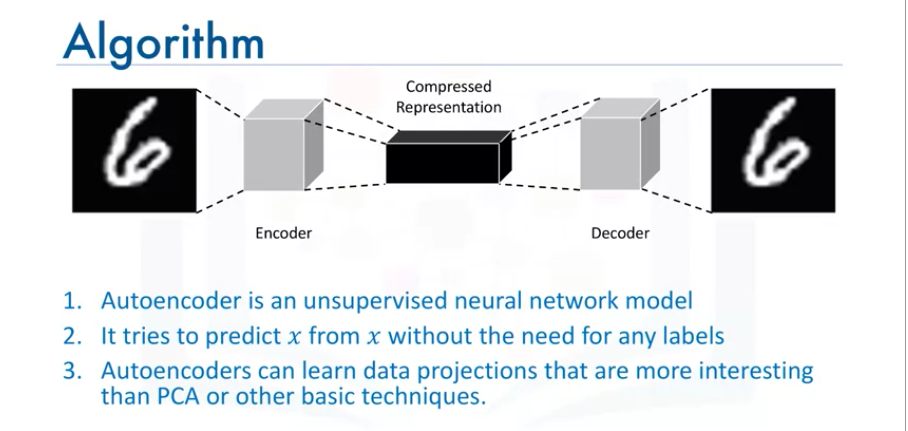 Algorithm
Compressed
Representation
Encoder
Decoder
1. Autoencoder is an unsupervised neural network model
2. It tries to predict x from x without the need for any labels
3. Autoencoders can learn data projections that are more interesting
than PCA or other basic techniques.